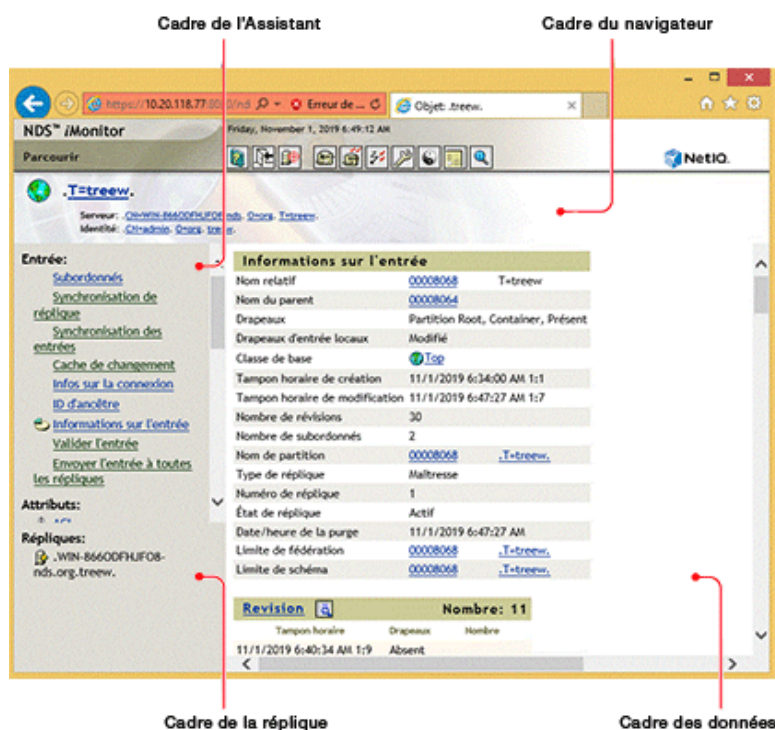 Cadre de l'Assistant
Cadre du navigateur
https://10.20.118.77
Erreur de ...
Objet: .treew.
NDS™ iMonitor
Friday, November 1, 2019 6:49:12 AM
Parcourir
NetIQ.
.T=treew.
Serveur: .CN=WIN-866ODFHJFO8-nds. O=org. T=treew.
Identité: .CN=admin. O=org.
Entrée:
Subordonnés
Synchronisation de
réplique
Synchronisation des
entrées
Cache de changement
Infos sur la connexion
ID d'ancêtre
Informations sur l'entrée
Valider l'entrée
Envoyer l'entrée à toutes
les répliques
Attributs:
Répliques:
.WIN-866ODFHJFO8-
nds.org.treew.
Informations sur l'entrée
Nom relatif 00008068 T=treew
Nom du parent 00008064
Drapeaux Partition Root, Container, Présent
Drapeaux d'entrée locaux Modifié
Classe de base Top
Tampon horaire de création 11/1/2019 6:34:00 AM 1:1
Tampon horaire de modification 11/1/2019 6:47:27 AM 1:7
Nombre de révisions 30
Nombre de subordonnés 2
Nom de partition 00008068 .T=treew.
Type de réplique Maîtresse
Numéro de réplique 1
État de réplique Actif
Date/heure de la purge 11/1/2019 6:47:27 AM
Limite de fédération 00008068 .T=treew.
Limite de schéma 00008068 .T=treew.
Revision Nombre: 11
Tampon horaire Drapeaux Nombre
11/1/2019 6:40:34 AM 1:9 Absent
Cadre de la réplique
Cadre des données